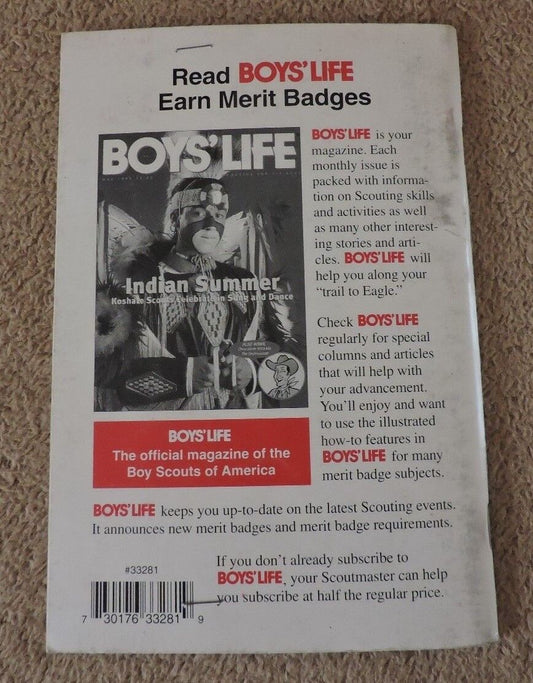 Read BOYS' LIFE
Earn Merit Badges
BOYS' LIFE
Indian Summer
Koshare Scouts Celebrate in Song and Dance
BOYS' LIFE
The official magazine of the
Boy Scouts of America
BOYS' LIFE is your
magazine. Each
monthly issue is
packed with informa-
tion on Scouting skills
and activities as well
as many other interest-
ing stories and arti-
cles. BOYS' LIFE will
help you along your
“trail to Eagle.”
Check BOYS' LIFE
regularly for special
columns and articles
that will help with
your advancement.
You’ll enjoy and want
to use the illustrated
how-to features in
BOYS' LIFE for many
merit badge subjects.
BOYS' LIFE keeps you up-to-date on the latest Scouting events.
It announces new merit badges and merit badge requirements.
If you don’t already subscribe to
BOYS' LIFE, your Scoutmaster can help
you subscribe at half the regular price.
#33281
7 30176 33281 9